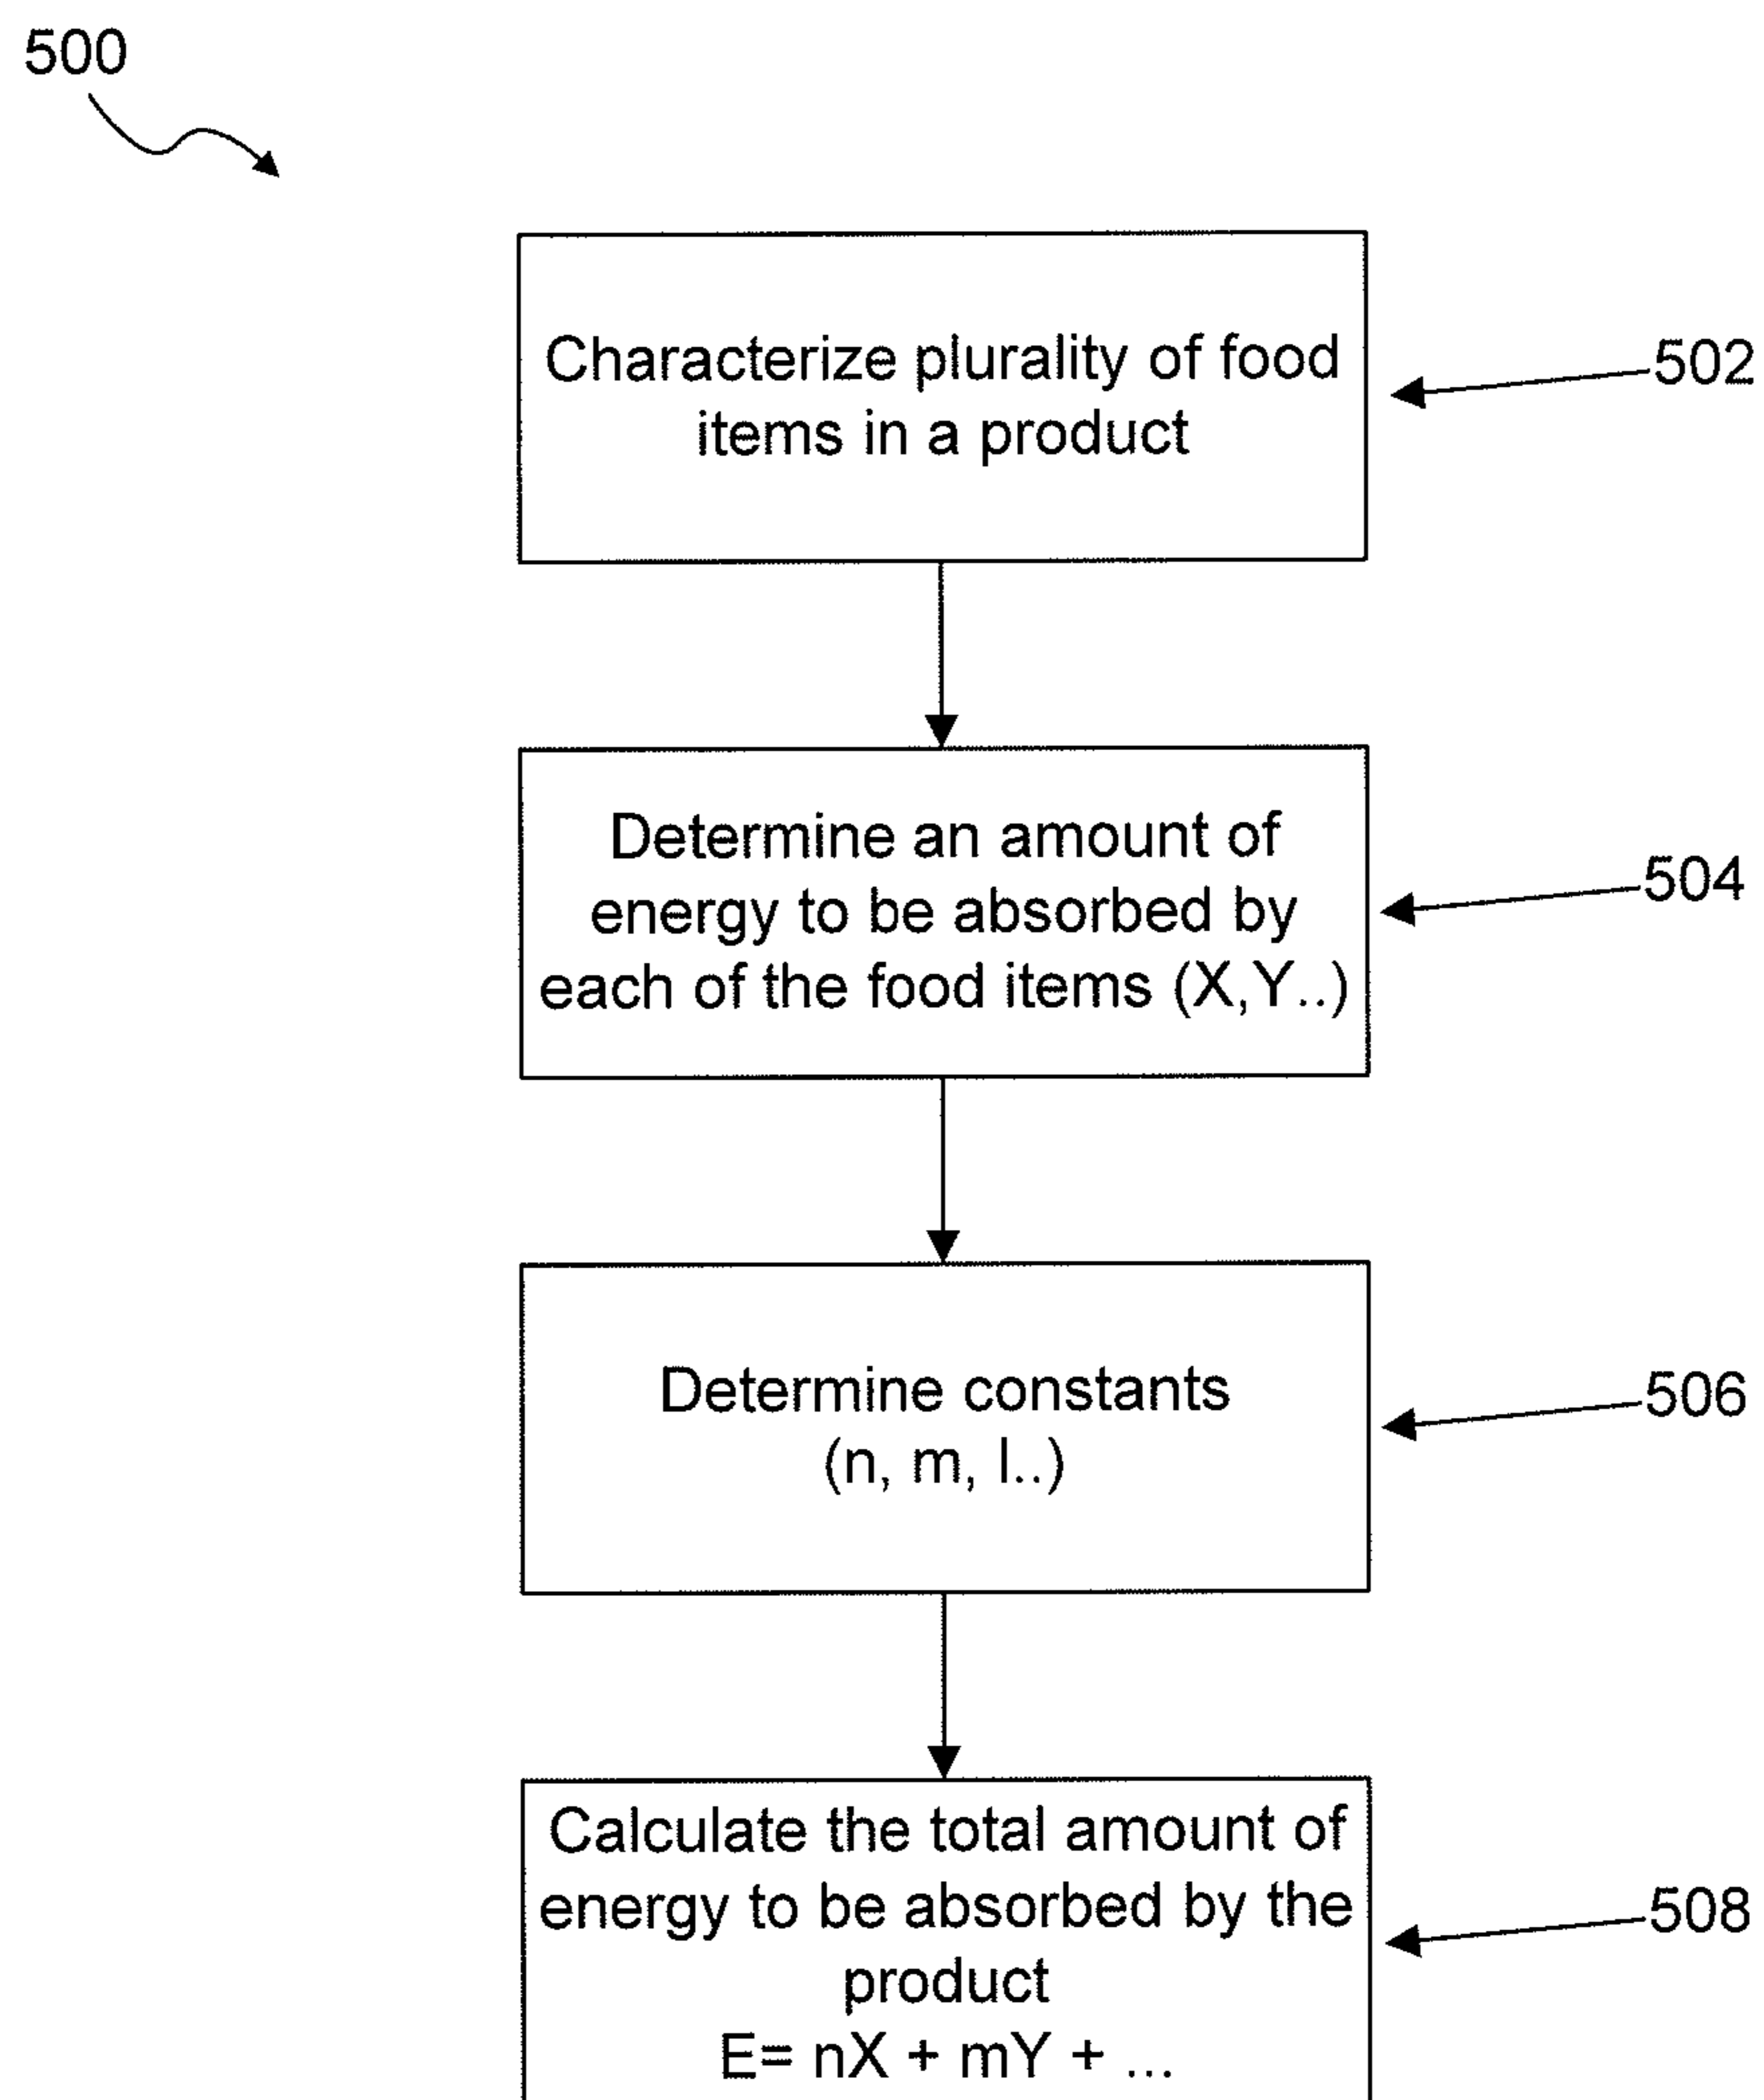 500
Characterize plurality of food
items in a product
502
Determine an amount of
energy to be absorbed by
each of the food items (X,Y..)
504
Determine constants
(n, m, l..)
506
Calculate the total amount of
energy to be absorbed by the
product
E= nX + mY + ...
508